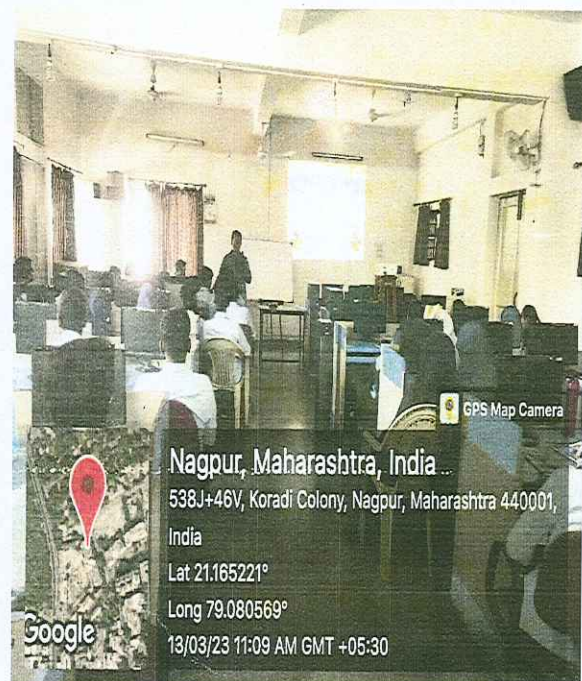 GPS Map Camera
Nagpur, Maharashtra, India
538J+46V, Koradi Colony, Nagpur, Maharashtra 440001,
India
Lat 21.165221°
Long 79.080569°
13/03/23 11:09 AM GMT +05:30
Google